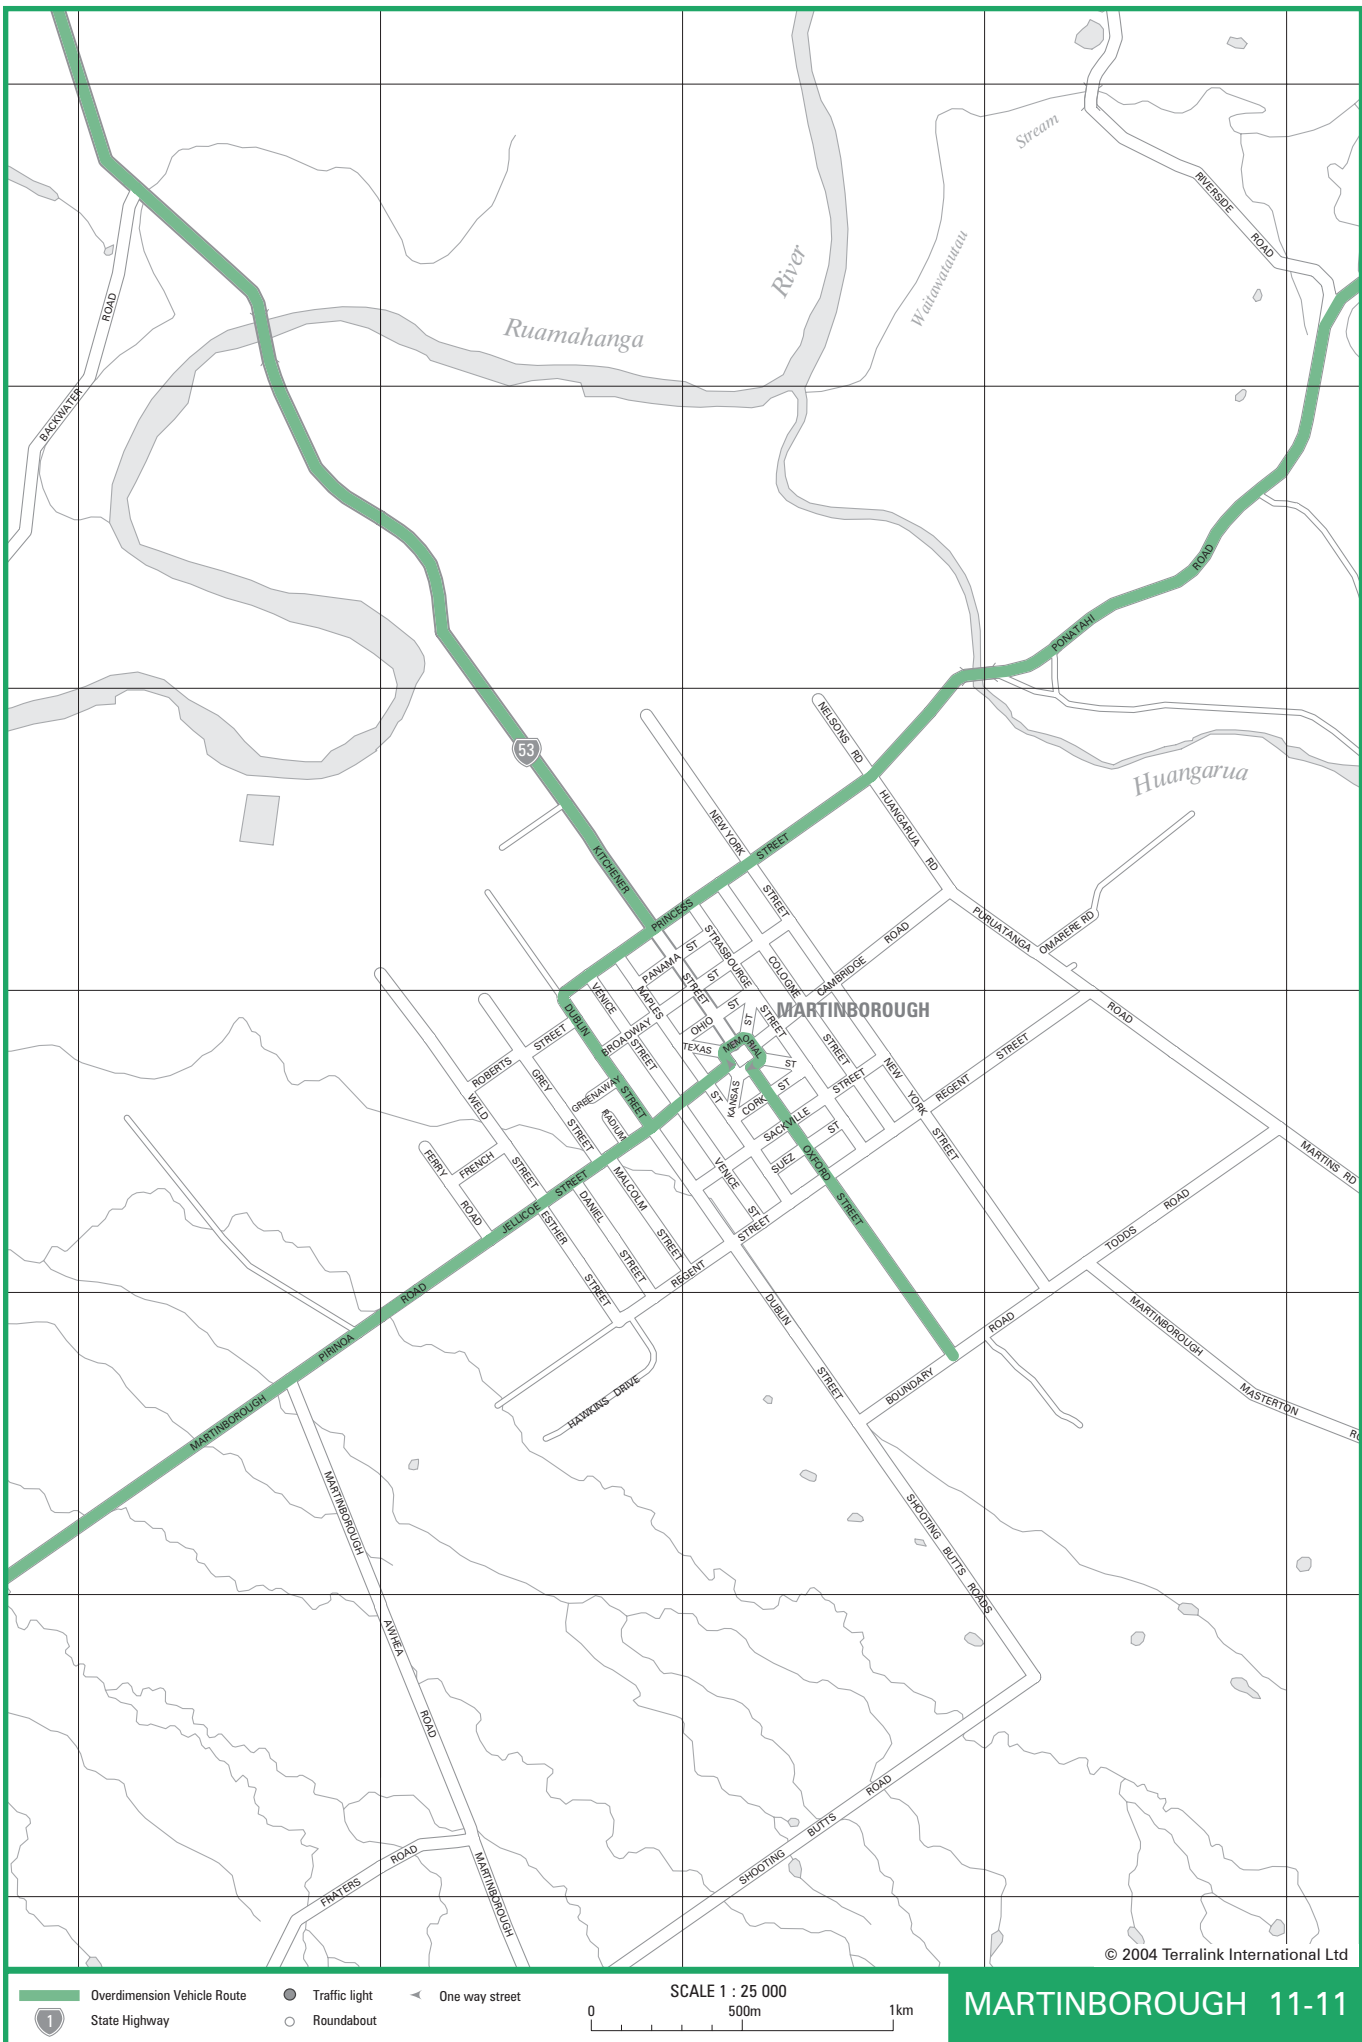 Stream
RIVERSIDE
ROAD
River
Waitawatautau
ROAD
Ruamahanga
BACKWATER
ROAD
PONATAHI
NELSONS RD
53
Huangarua
HUANGARUA RD
NEW YORK
STREET
STREET
KITCHENER
PRINCESS
PURUATANGA
OMARERE RD
ROAD
STRASBOURGE
PANAMA ST
COLOGNE
CAMBRIDGE
ROAD
VENICE
NAPLES
STREET
ST
ST
MARTINBOROUGH
DUBLIN
BROADWAY
OHIO
ST
STREET
ROBERTS STREET
STREET
TEXAS
MEMORIAL
ST
STREET
NEW YORK
STREET
REGENT STREET
GREY
GREENAWAY
STREET
KANSAS
ST
CORK ST
STREET
WELD
RADIUM
STREET
SACKVILLE
ST
SUEZ
OXFORD
STREET
MARTINS RD
FERRY
ROAD
FRENCH
STREET
STREET
JELLICOE
MALCOLM
STREET
VENICE
ST
TODDS ROAD
DANIEL
STREET
ESTHER
STREET
REGENT
STREET
ROAD
PIRINOA
DUBLIN
STREET
ROAD
MARTINBOROUGH
MASTERTON
BOUNDARY
HAWKINS DRIVE
MARTINBOROUGH
MARTINBOROUGH
AWHEA
ROAD
SHOOTING
BUTTS
ROADS
ROAD
BUTTS
SHOOTING
FRATERS
ROAD
MARTINBOROUGH
© 2004 Terralink International Ltd
Overdimension Vehicle Route
Traffic light
One way street
1
State Highway
Roundabout
SCALE 1 : 25 000
0
500m
1km
MARTINBOROUGH 11-11